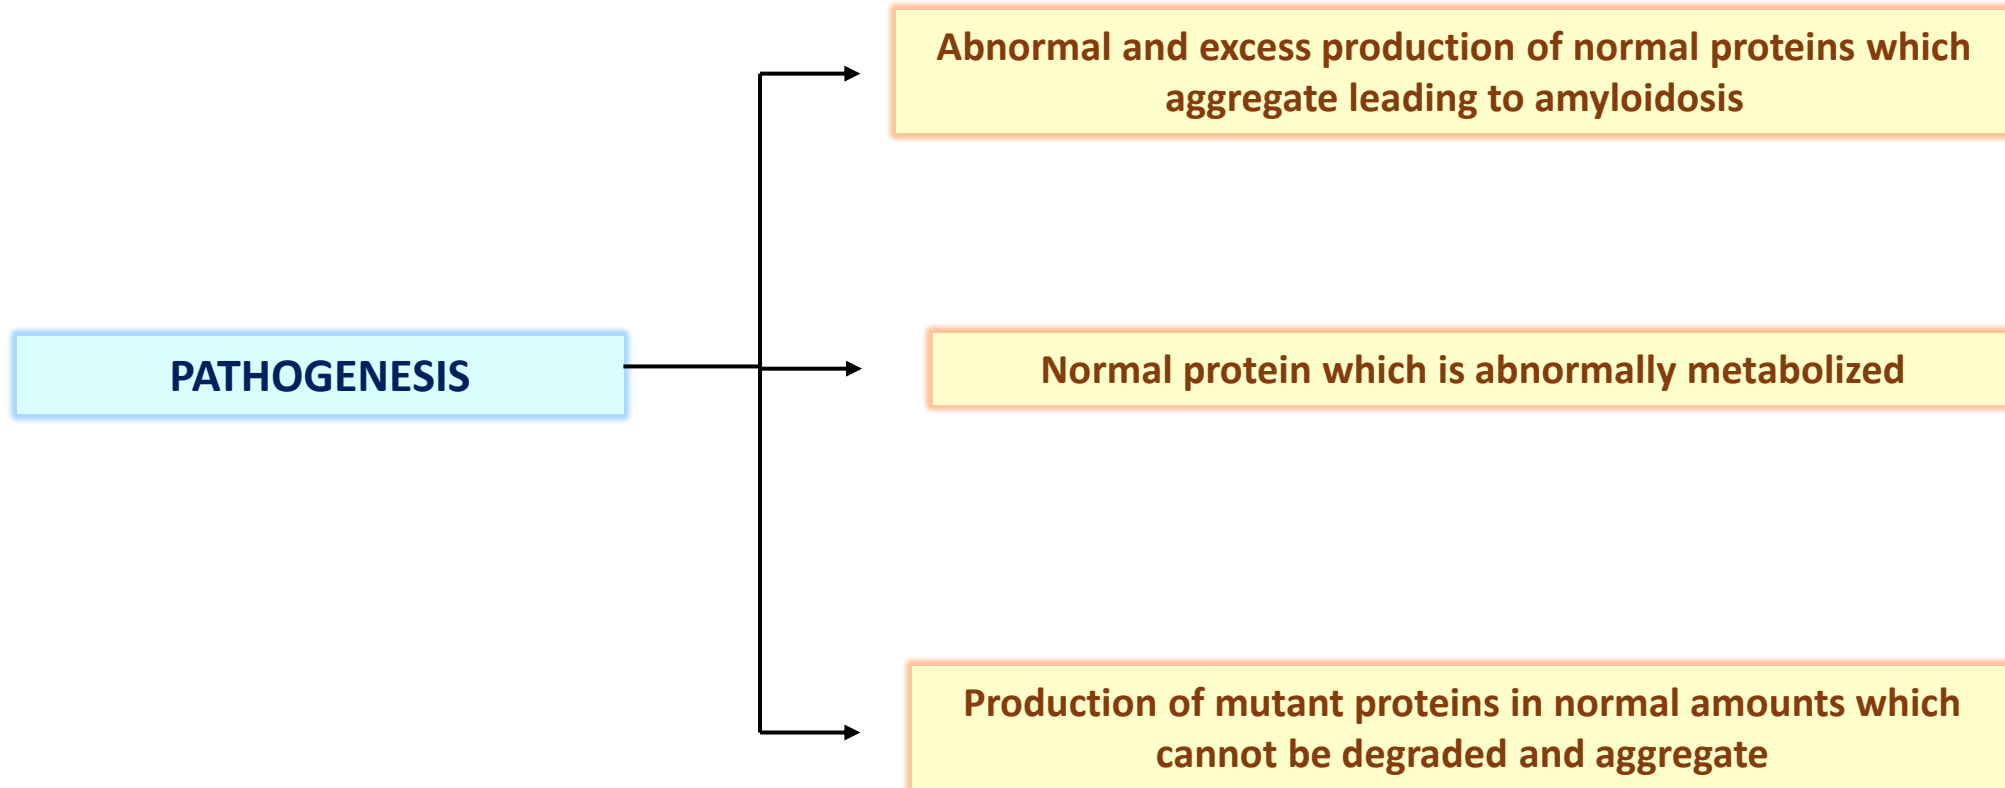 Abnormal and excess production of normal proteins which
aggregate leading to amyloidosis
PATHOGENESIS
Normal protein which is abnormally metabolized
Production of mutant proteins in normal amounts which
cannot be degraded and aggregate